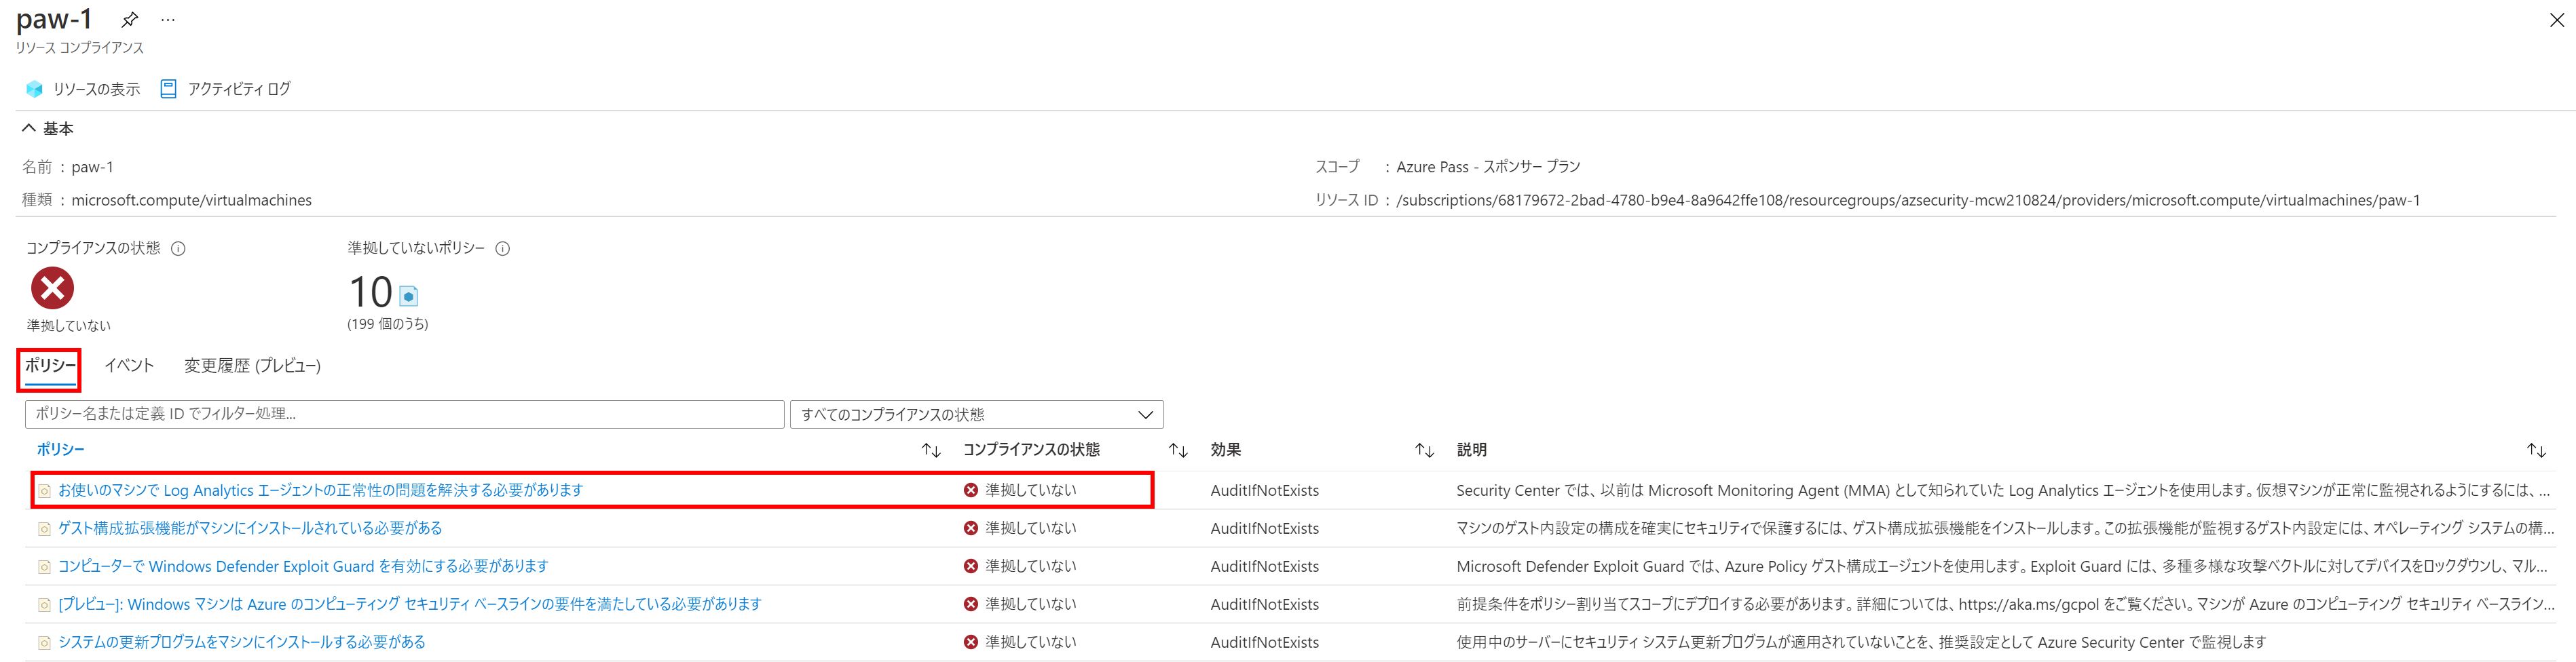 paw-1
リソース コンプライアンス
リソースの表示 アクティビティ ログ
基本
名前 : paw-1 スコープ : Azure Pass - スポンサー プラン
種類 : microsoft.compute/virtualmachines リソース ID : /subscriptions/68179672-2bad-4780-b9e4-8a9642ffe108/resourcegroups/azsecurity-mcw210824/providers/microsoft.compute/virtualmachines/paw-1
コンプライアンスの状態 準拠していないポリシー
10
準拠していない (199 個のうち)
ポリシー イベント 変更履歴 (プレビュー)
ポリシー名または定義 ID でフィルター処理... すべてのコンプライアンスの状態
ポリシー コンプライアンスの状態 効果 説明
お使いのマシンで Log Analytics エージェントの正常性の問題を解決する必要があります 準拠していない AuditIfNotExists Security Center では、以前は Microsoft Monitoring Agent (MMA) として知られていた Log Analytics エージェントを使用します。仮想マシンが正常に監視されるようにするには、...
ゲスト構成拡張機能がマシンにインストールされている必要がある 準拠していない AuditIfNotExists マシンのゲスト内設定の構成を確実にセキュリティで保護するには、ゲスト構成拡張機能をインストールします。この拡張機能が監視するゲスト内設定には、オペレーティング システムの構...
コンピューターで Windows Defender Exploit Guard を有効にする必要があります 準拠していない AuditIfNotExists Microsoft Defender Exploit Guard では、Azure Policy ゲスト構成エージェントを使用します。Exploit Guard には、多種多様な攻撃ベクトルに対してデバイスをロックダウンし、マル...
[プレビュー]: Windows マシンは Azure のコンピューティング セキュリティ ベースラインの要件を満たしている必要があります 準拠していない AuditIfNotExists 前提条件をポリシー割り当てスコープにデプロイする必要があります。詳細については、https://aka.ms/gcpol をご覧ください。マシンが Azure のコンピューティング セキュリティ ベースライン...
システムの更新プログラムをマシンにインストールする必要がある 準拠していない AuditIfNotExists 使用中のサーバーにセキュリティ システム更新プログラムが適用されていないことを、推奨設定として Azure Security Center で監視します